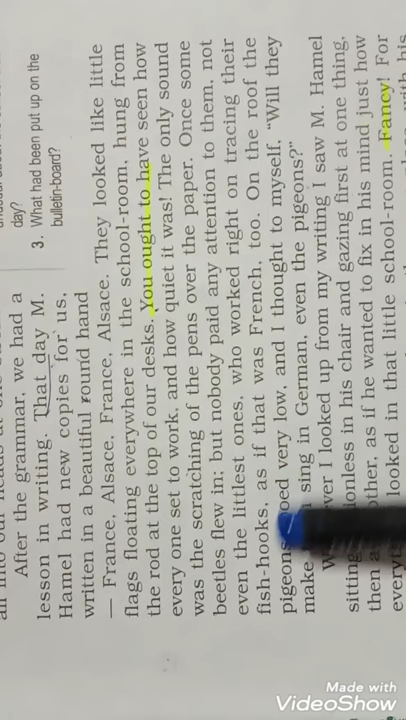 day?
3. What had been put up on the
bulletin-board?
After the grammar, we had a
lesson in writing. That day M.
Hamel had new copies for us,
written in a beautiful round hand
— France, Alsace, France, Alsace. They looked like little
flags floating everywhere in the school-room, hung from
the rod at the top of our desks. You ought to have seen how
every one set to work, and how quiet it was! The only sound
was the scratching of the pens over the paper. Once some
beetles flew in; but nobody paid any attention to them, not
even the littlest ones, who worked right on tracing their
fish-hooks, as if that was French, too. On the roof the
pigeons ooed very low, and I thought to myself, “Will they
make sing in German, even the pigeons?”
ver I looked up from my writing I saw M. Hamel
sitting ionless in his chair and gazing first at one thing,
then a other, as if he wanted to fix in his mind just how
every looked in that little school-room. Fancy! For
with his
Made with
VideoShow